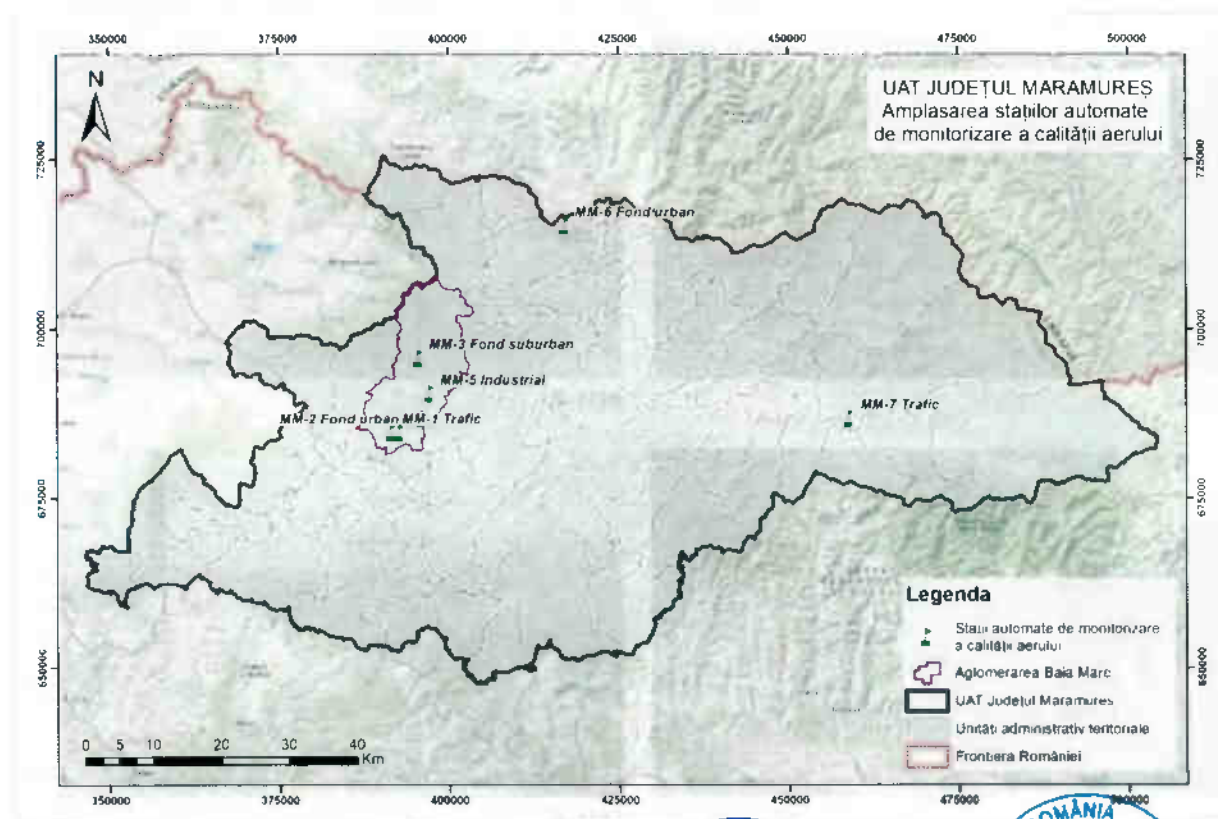 350000 375000 400000 425000 450000 475000 500000
N
UAT JUDEȚUL MARAMUREȘ
Amplasarea stațiilor automate
de monitorizare a calității aerului
725000 725000
MM-6 Fond urban
700000 700000
MM-3 Fond suburban
MM-5 Industrial
MM-2 Fond urban MM-1 Trafic
MM-7 Trafic
675000 675000
Legenda
Stații automate de monitorizare
a calității aerului
650000 650000
Aglomerarea Baia Mare
UAT Județul Maramureș
Unități administrativ teritoriale
Frontiera României
0 5 10 20 30 40
Km
350000 375000 400000 425000 450000 475000 500000
ROMÂNIA